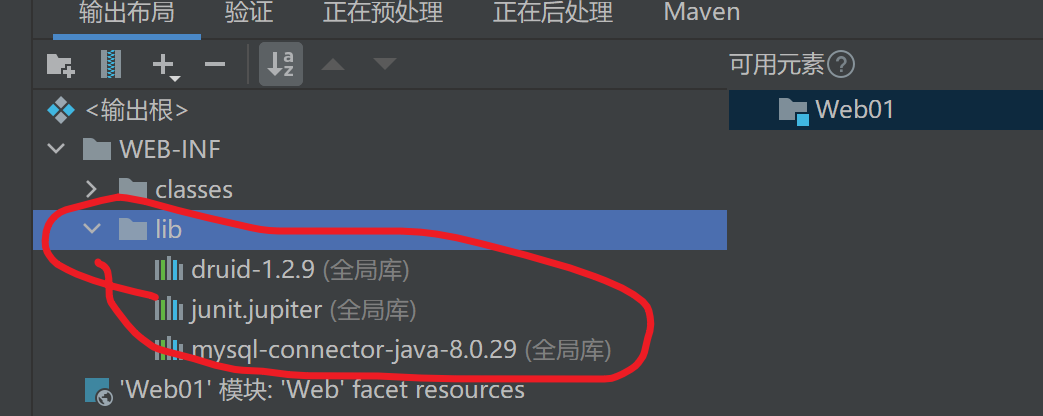 输出布局 验证 正在预处理 正在后处理 Maven
可用元素
<输出根>
Web01
WEB-INF
classes
lib
druid-1.2.9 (全局库)
junit.jupiter (全局库)
mysql-connector-java-8.0.29 (全局库)
'Web01' 模块: 'Web' facet resources